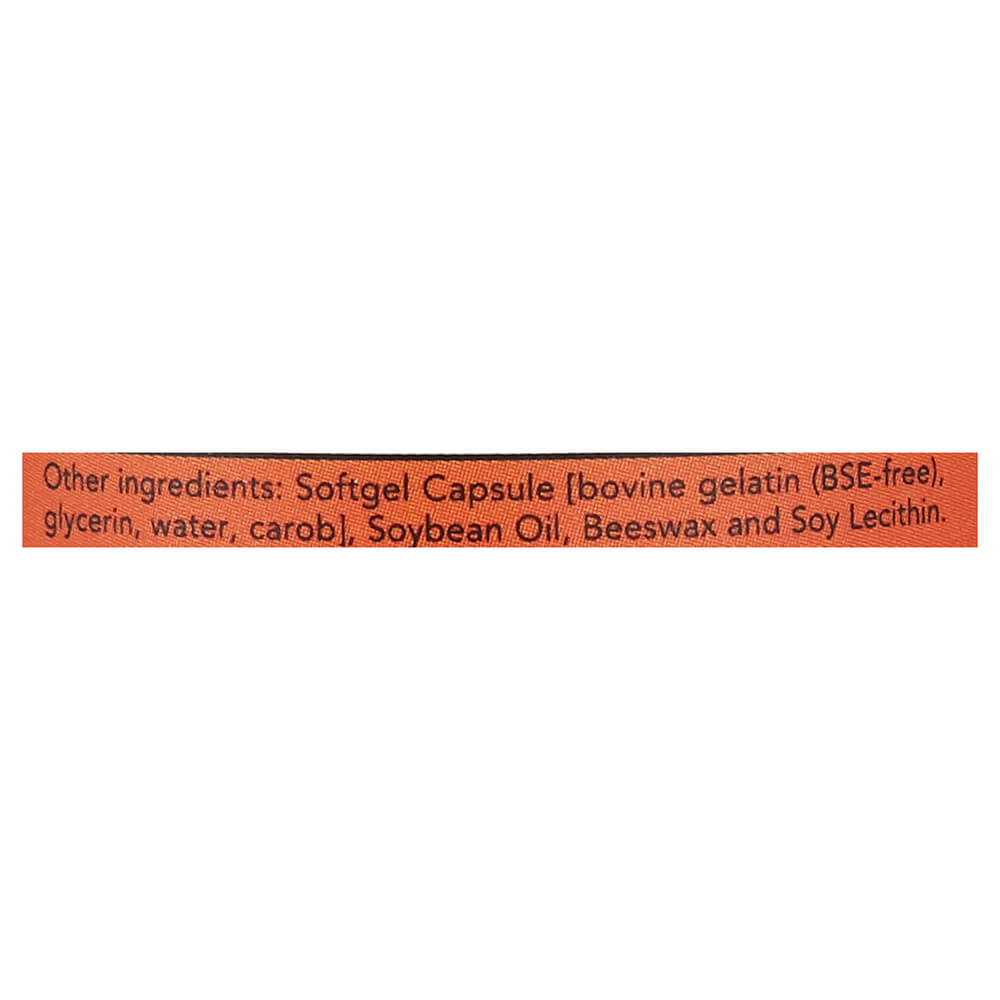 Other ingredients: Softgel Capsule [bovine gelatin (BSE-free),
glycerin, water, carob], Soybean Oil, Beeswax and Soy Lecithin.